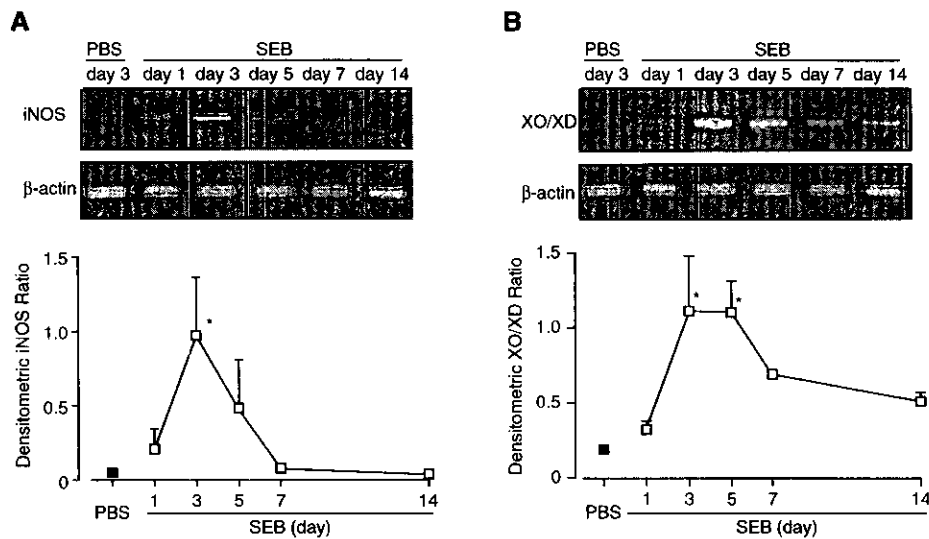 A
PBS SEB
day 3 day 1 day 3 day 5 day 7 day 14
iNOS
β-actin
Densitometric iNOS Ratio
1.5
1.0
0.5
0
1 3 5 7 14
PBS SEB (day)
*
B
PBS SEB
day 3 day 1 day 3 day 5 day 7 day 14
XO/XD
β-actin
Densitometric XO/XD Ratio
1.5
1.0
0.5
0
1 3 5 7 14
PBS SEB (day)
* *